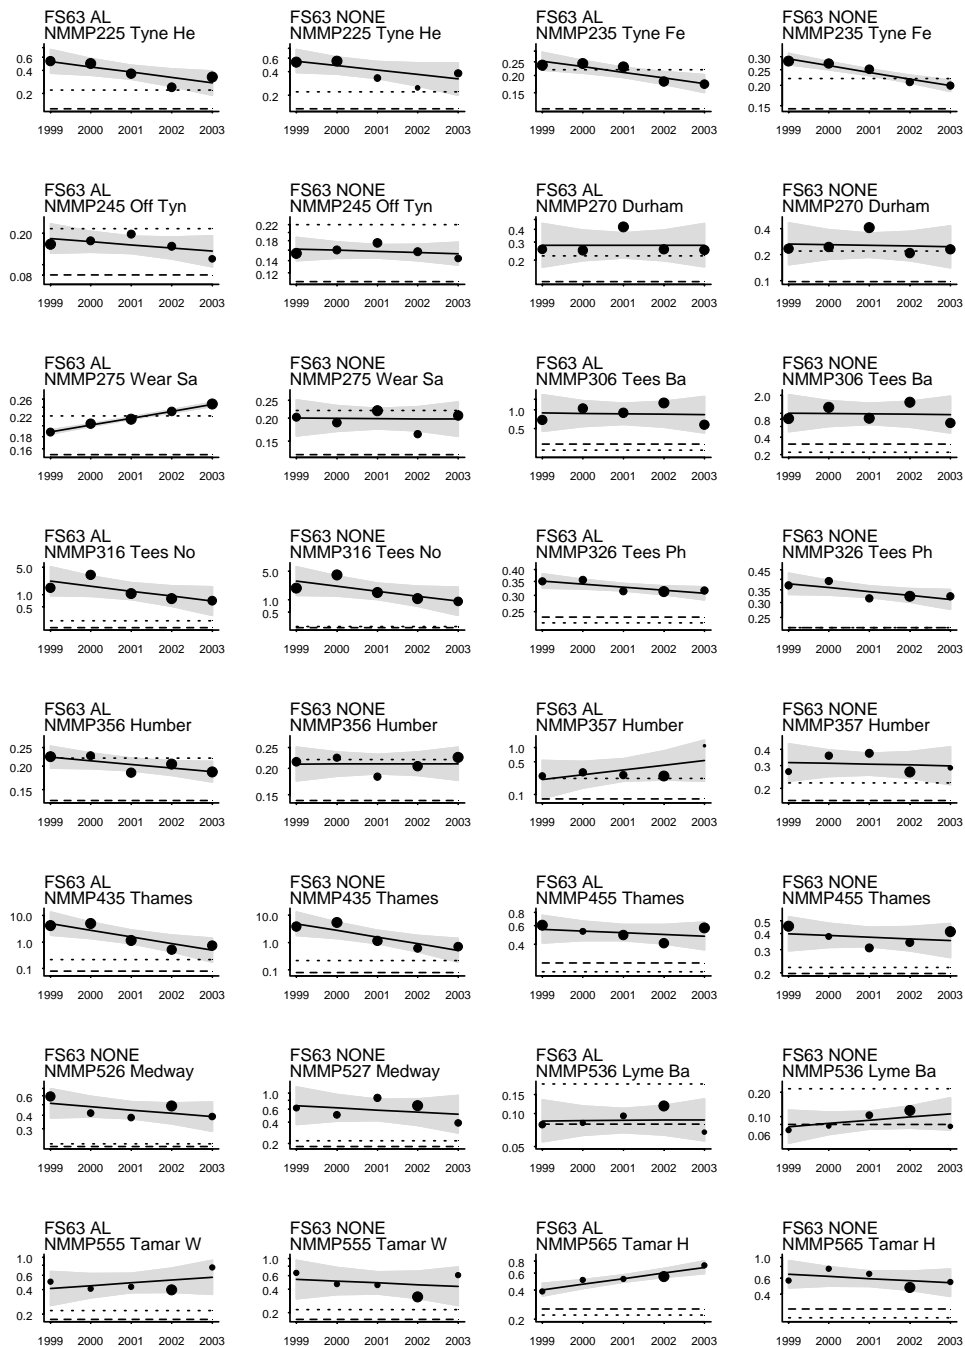 FS63 AL
NMMP225 Tyne He
0.6
0.4
0.2
1999 2000 2001 2002 2003
FS63 NONE
NMMP225 Tyne He
0.6
0.4
0.2
1999 2000 2001 2002 2003
FS63 AL
NMMP235 Tyne Fe
0.25
0.20
0.15
1999 2000 2001 2002 2003
FS63 NONE
NMMP235 Tyne Fe
0.30
0.25
0.20
0.15
1999 2000 2001 2002 2003
FS63 AL
NMMP245 Off Tyn
0.20
0.08
1999 2000 2001 2002 2003
FS63 NONE
NMMP245 Off Tyn
0.22
0.18
0.14
0.12
1999 2000 2001 2002 2003
FS63 AL
NMMP270 Durham
0.4
0.3
0.2
1999 2000 2001 2002 2003
FS63 NONE
NMMP270 Durham
0.4
0.2
0.1
1999 2000 2001 2002 2003
FS63 AL
NMMP275 Wear Sa
0.26
0.22
0.18
0.16
1999 2000 2001 2002 2003
FS63 NONE
NMMP275 Wear Sa
0.25
0.20
0.15
1999 2000 2001 2002 2003
FS63 AL
NMMP306 Tees Ba
1.0
0.5
1999 2000 2001 2002 2003
FS63 NONE
NMMP306 Tees Ba
2.0
0.8
0.4
0.2
1999 2000 2001 2002 2003
FS63 AL
NMMP316 Tees No
5.0
1.0
0.5
1999 2000 2001 2002 2003
FS63 NONE
NMMP316 Tees No
5.0
1.0
0.5
1999 2000 2001 2002 2003
FS63 AL
NMMP326 Tees Ph
0.40
0.35
0.30
0.25
1999 2000 2001 2002 2003
FS63 NONE
NMMP326 Tees Ph
0.45
0.35
0.30
0.25
1999 2000 2001 2002 2003
FS63 AL
NMMP356 Humber
0.25
0.20
0.15
1999 2000 2001 2002 2003
FS63 NONE
NMMP356 Humber
0.25
0.20
0.15
1999 2000 2001 2002 2003
FS63 AL
NMMP357 Humber
1.0
0.5
0.1
1999 2000 2001 2002 2003
FS63 NONE
NMMP357 Humber
0.4
0.3
0.2
1999 2000 2001 2002 2003
FS63 AL
NMMP435 Thames
10.0
1.0
0.1
1999 2000 2001 2002 2003
FS63 NONE
NMMP435 Thames
10.0
1.0
0.1
1999 2000 2001 2002 2003
FS63 AL
NMMP455 Thames
0.8
0.6
0.4
1999 2000 2001 2002 2003
FS63 NONE
NMMP455 Thames
0.5
0.4
0.3
0.2
1999 2000 2001 2002 2003
FS63 NONE
NMMP526 Medway
0.6
0.4
0.3
1999 2000 2001 2002 2003
FS63 NONE
NMMP527 Medway
1.0
0.6
0.4
0.2
1999 2000 2001 2002 2003
FS63 AL
NMMP536 Lyme Ba
0.15
0.10
0.05
1999 2000 2001 2002 2003
FS63 NONE
NMMP536 Lyme Ba
0.20
0.10
0.06
1999 2000 2001 2002 2003
FS63 AL
NMMP555 Tamar W
1.0
0.6
0.4
0.2
1999 2000 2001 2002 2003
FS63 NONE
NMMP555 Tamar W
1.0
0.6
0.4
0.2
1999 2000 2001 2002 2003
FS63 AL
NMMP565 Tamar H
0.8
0.6
0.4
0.2
1999 2000 2001 2002 2003
FS63 NONE
NMMP565 Tamar H
1.0
0.6
0.4
1999 2000 2001 2002 2003